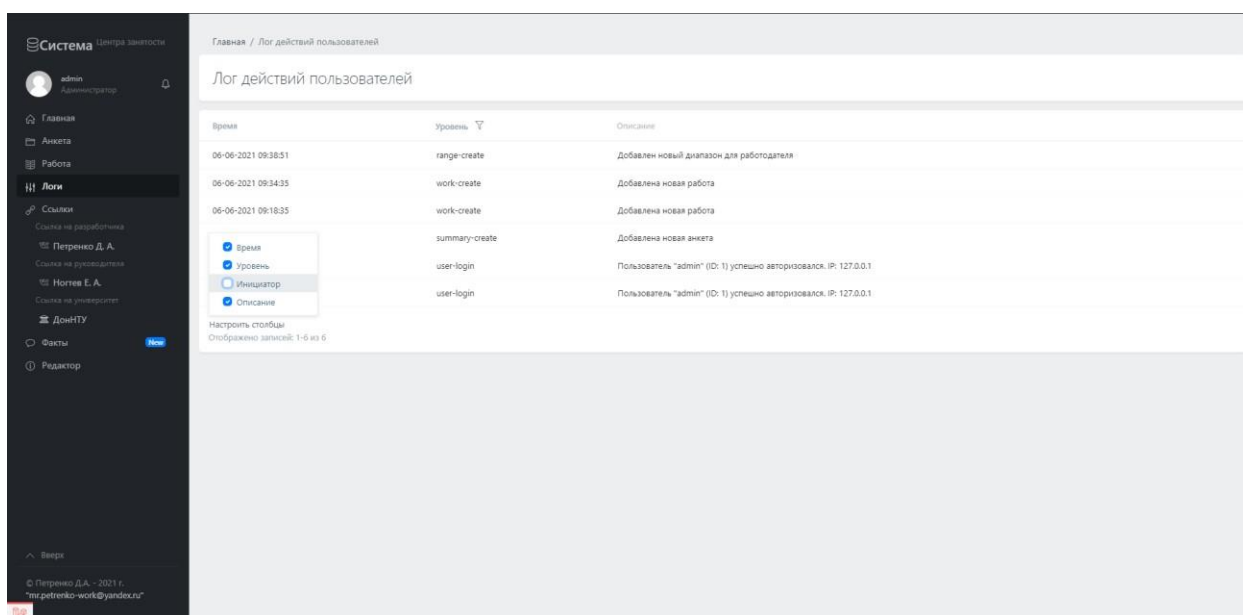 Система Центра занятости
admin
Администратор
Главная
Анкета
Работа
Логи
Ссылки
Ссылка на разработчика
Петренко Д. А.
Ссылка на руководителя
Ногтев Е. А.
Ссылка на университет
ДонНТУ
Факты New
Редактор
Вверх
© Петренко Д.А. - 2021 г.
"mr.petrenko-work@yandex.ru"
Главная / Лог действий пользователей
Лог действий пользователей
Время Уровень Описание
06-06-2021 09:38:51 range-create Добавлен новый диапазон для работодателя
06-06-2021 09:34:35 work-create Добавлена новая работа
06-06-2021 09:18:35 work-create Добавлена новая работа
summary-create Добавлена новая анкета
user-login Пользователь "admin" (ID: 1) успешно авторизовался. IP: 127.0.0.1
user-login Пользователь "admin" (ID: 1) успешно авторизовался. IP: 127.0.0.1
Время
Уровень
Инициатор
Описание
Настроить столбцы
Отображено записей: 1-6 из 6